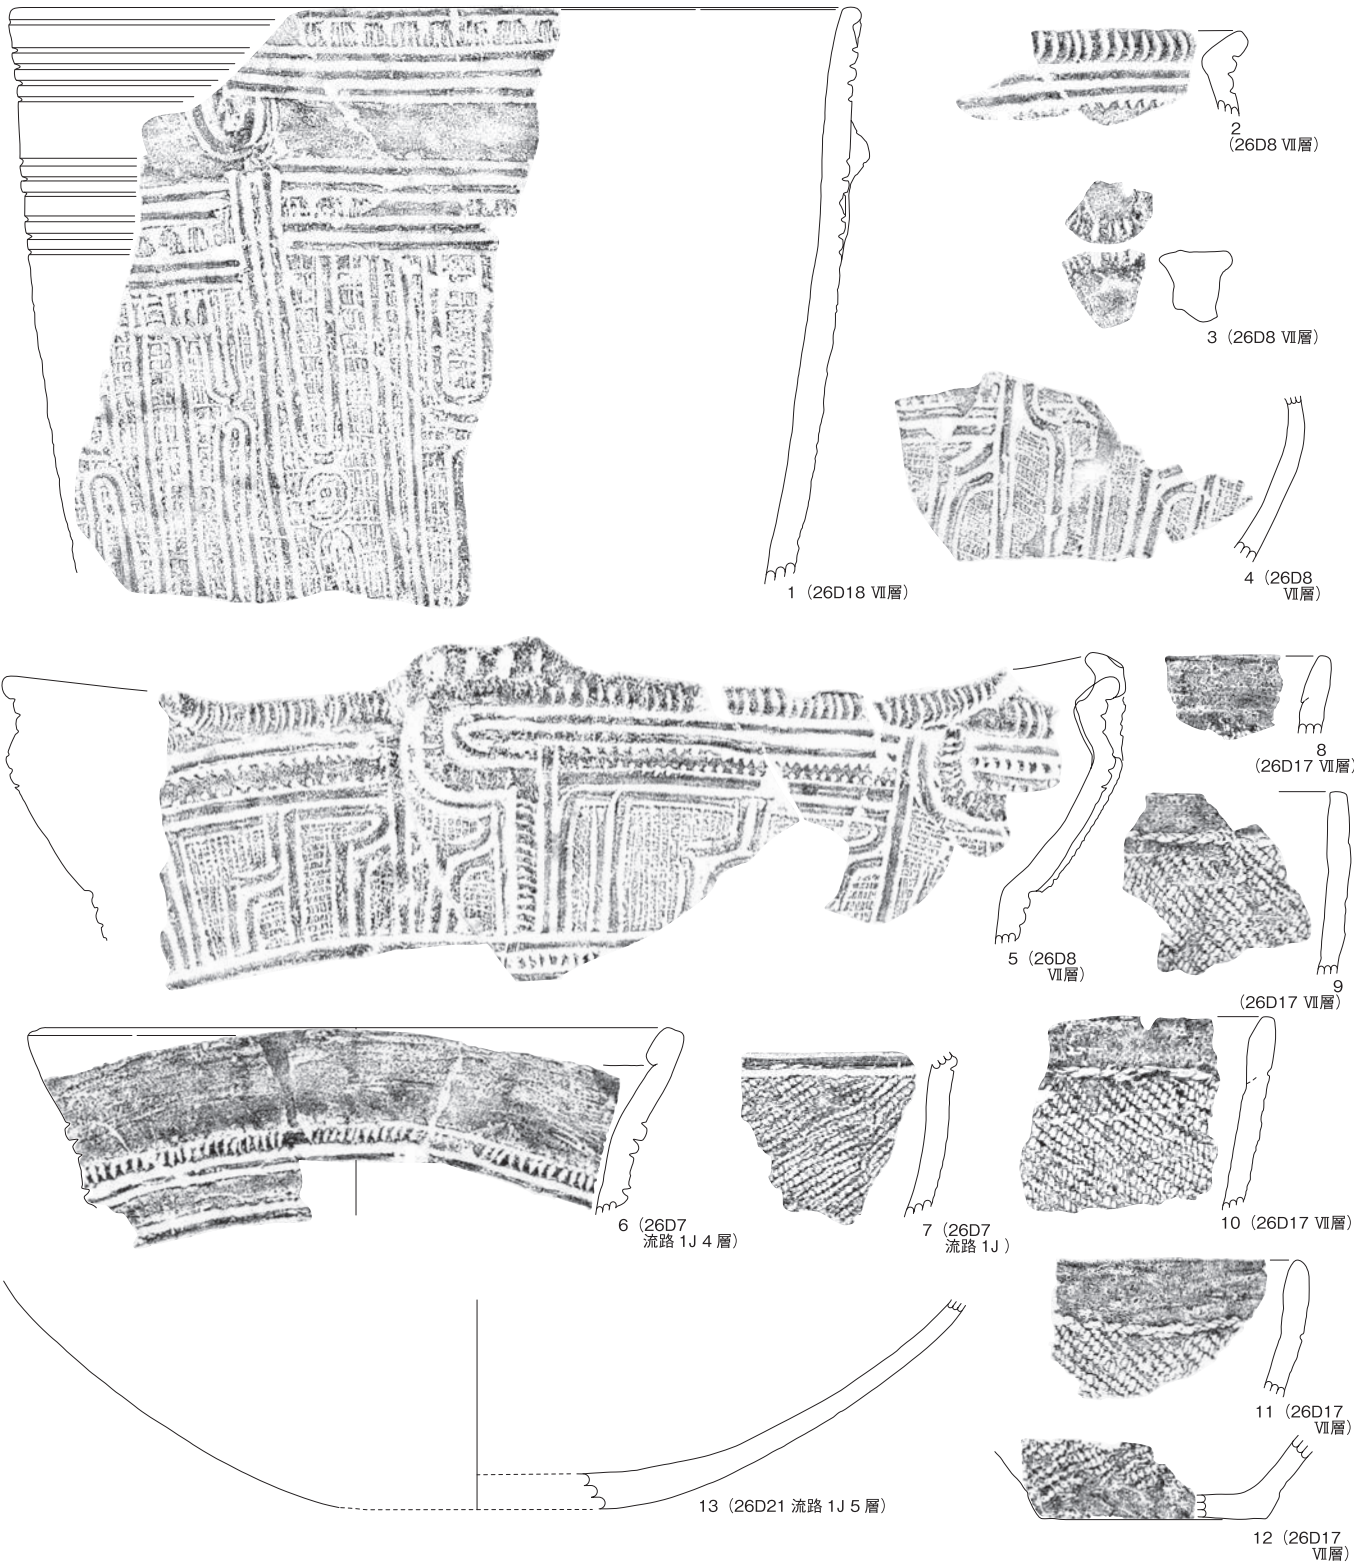 1（26D18 Ⅶ層）
2
（26D8 Ⅶ層）
3（26D8 Ⅶ層）
4（26D8
Ⅶ層）
5（26D8
Ⅶ層）
6（26D7
流路 1J 4 層）
7（26D7
流路 1J ）
8
（26D17 Ⅶ層）
9
（26D17 Ⅶ層）
10（26D17 Ⅶ層）
11（26D17
Ⅶ層）
12（26D17
Ⅶ層）
13（26D21 流路 1J 5 層）